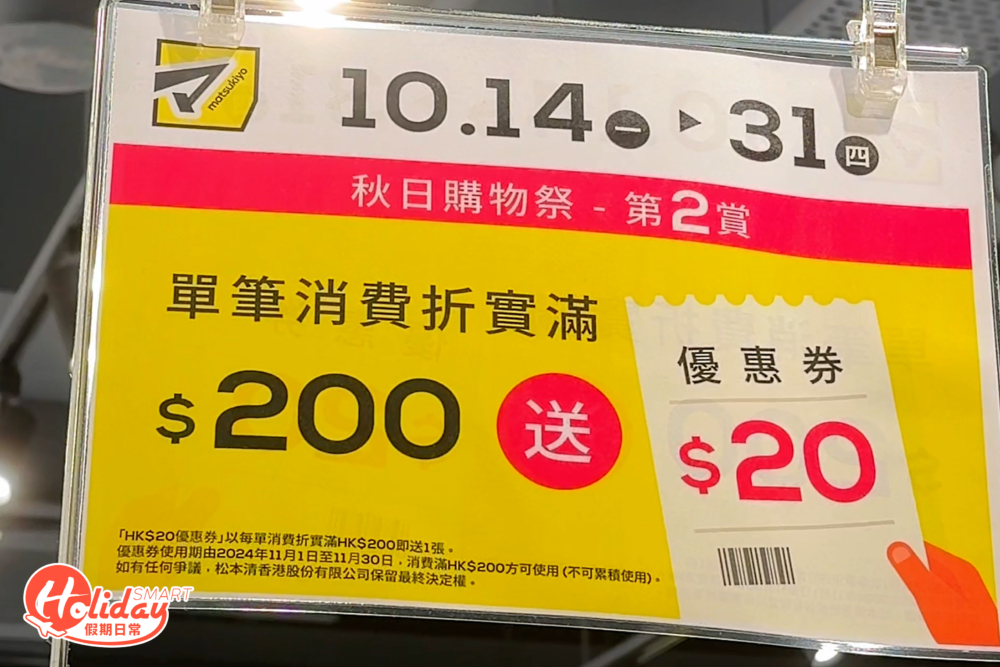 matsukiyo
10.14 一 ▶ 31 四
秋日購物祭 - 第2賞
單筆消費折實滿
$200 送
優惠券
$20
「HK$20優惠券」以每單消費折實滿HK$200即送1張。
優惠券使用期由2024年11月1日至11月30日，消費滿HK$200方可使用 (不可累積使用)。
如有任何爭議，松本清香港股份有限公司保留最終決定權。
Holiday
SMART
假期日常